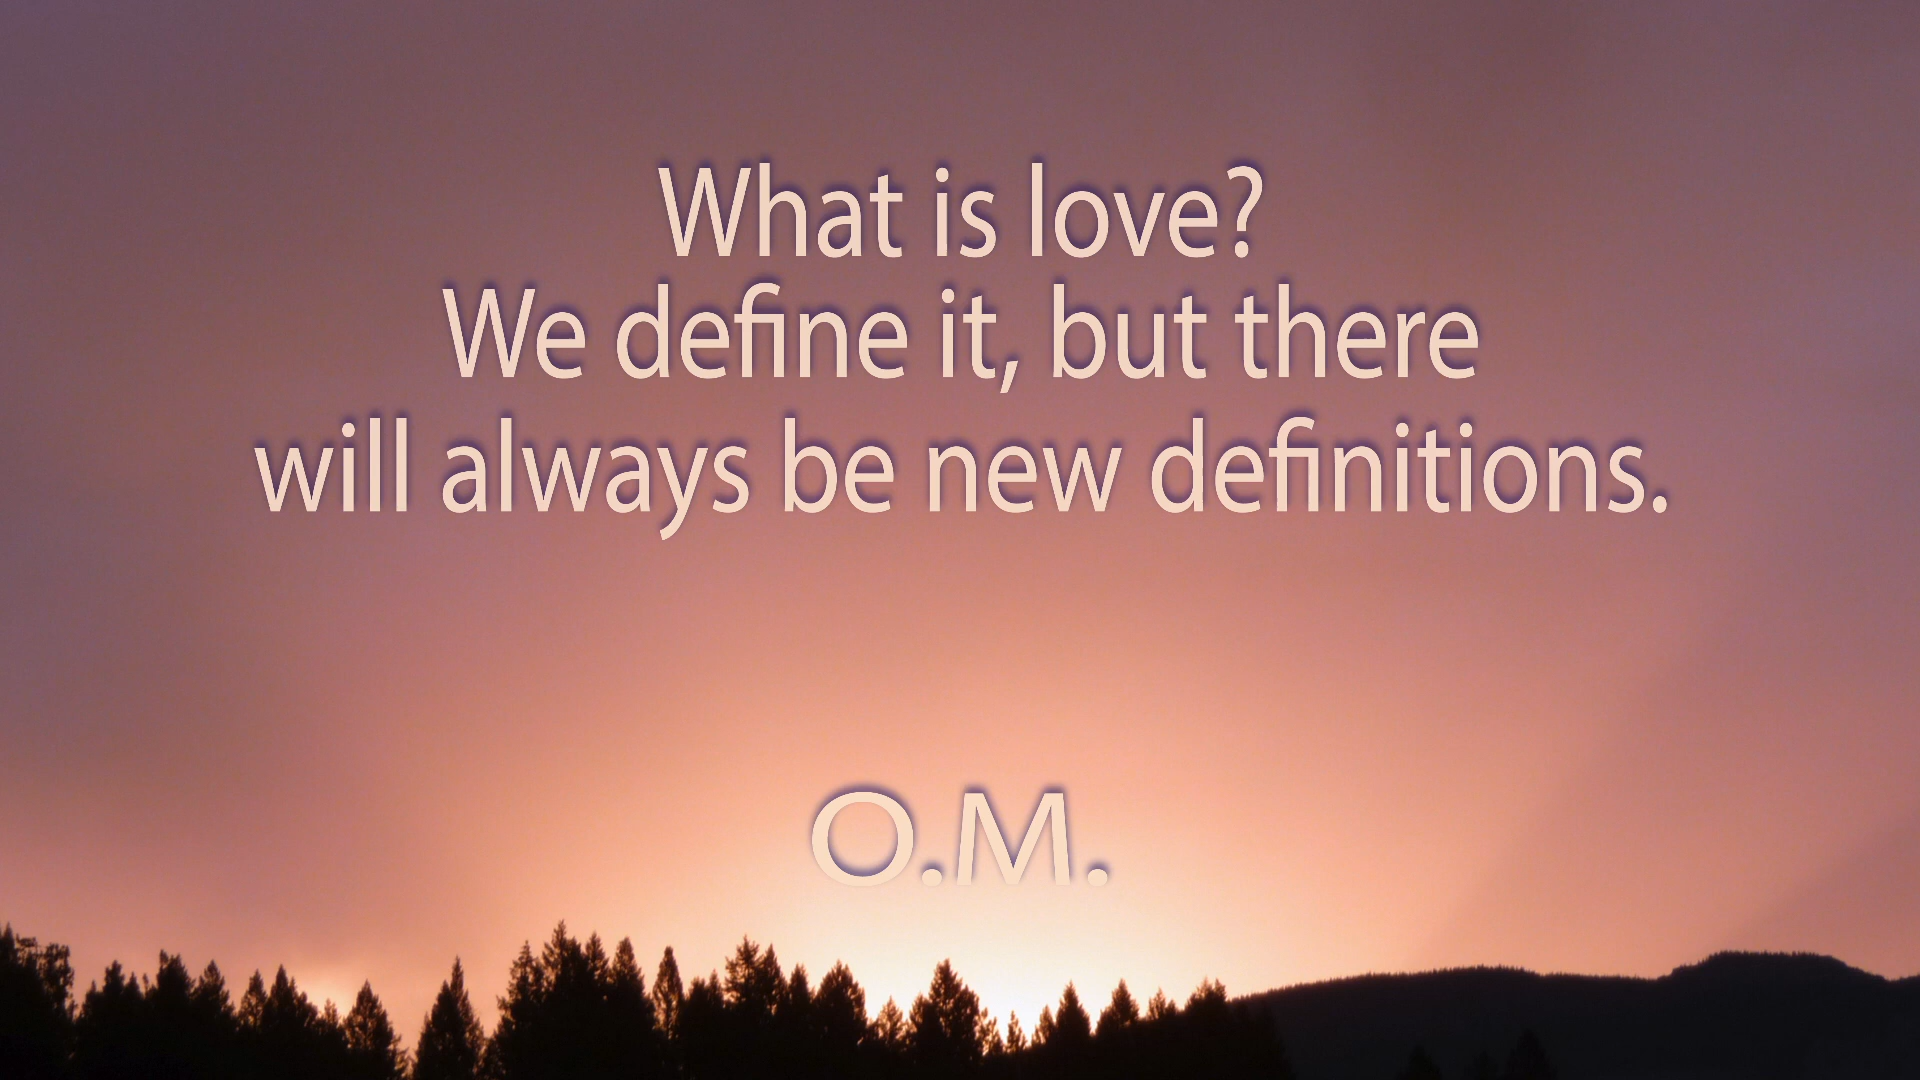 What is love?
We define it, but there
will always be new definitions.
O.M.